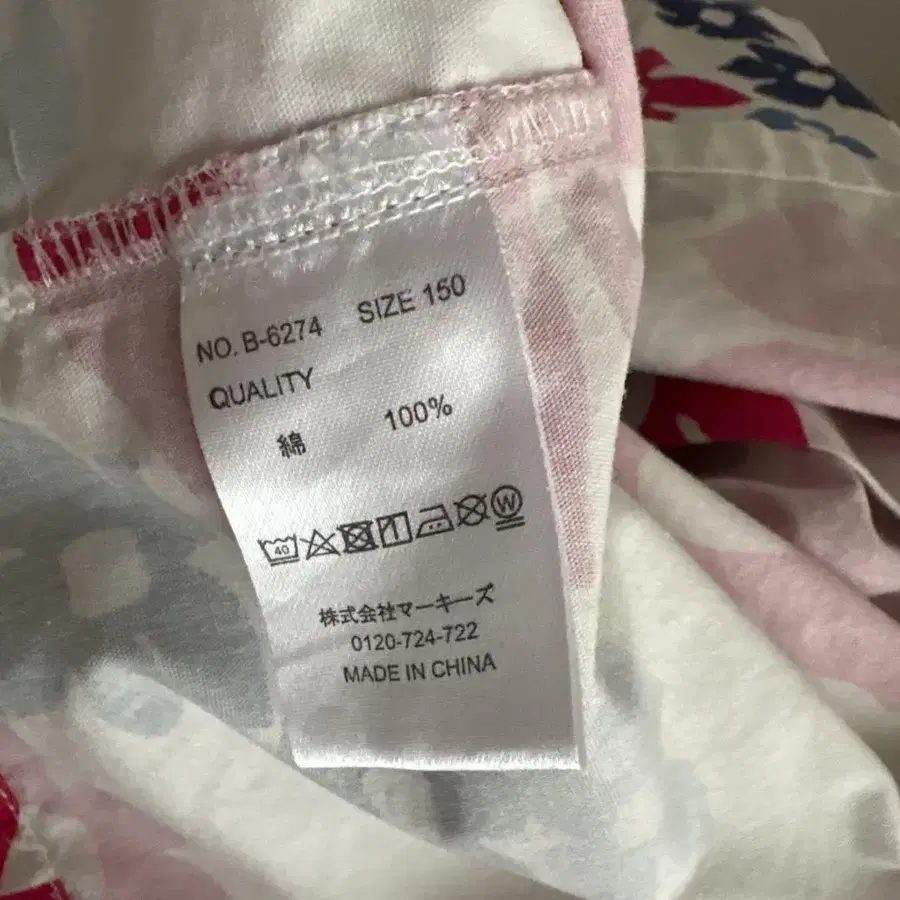 NO. B-6274 SIZE 150
QUALITY
綿 100%
40 W
株式会社マーキーズ
0120-724-722
MADE IN CHINA